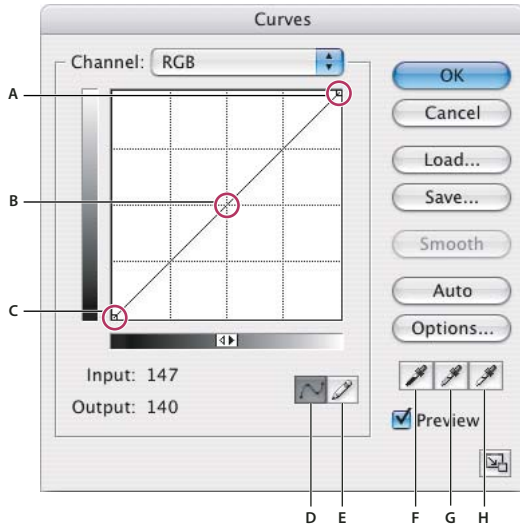 Curves
Channel: RGB
OK
Cancel
Load...
Save...
Smooth
Auto
Options...
Preview
Input: 147
Output: 140
A
B
C
D E F G H